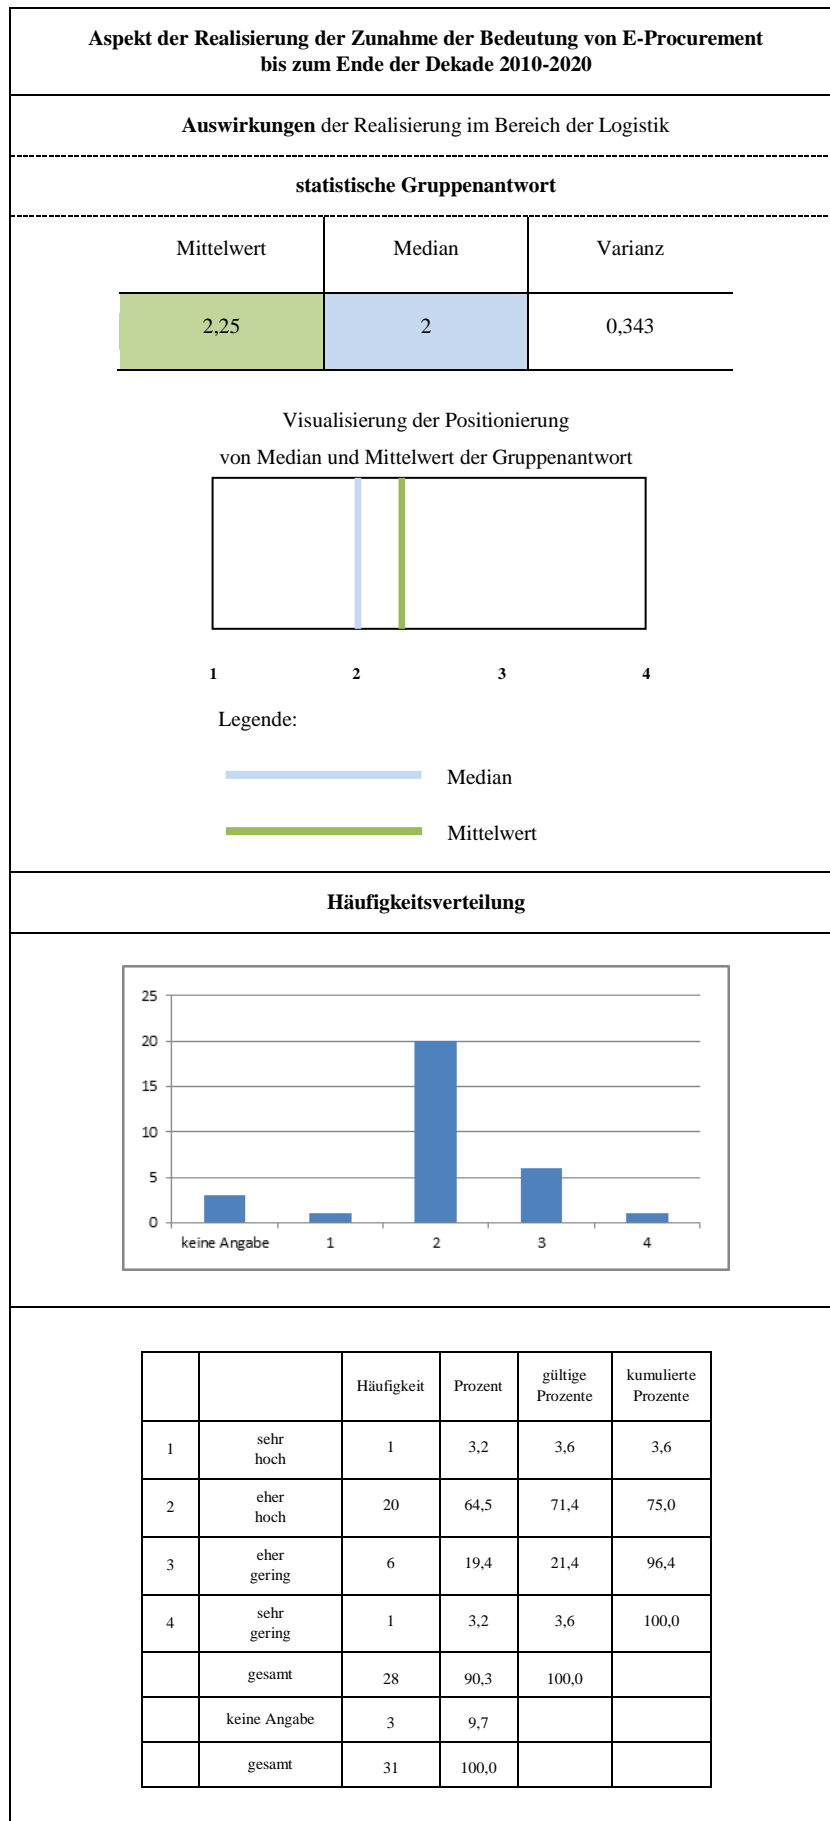 Aspekt der Realisierung der Zunahme der Bedeutung von E-Procurement
bis zum Ende der Dekade 2010-2020
Auswirkungen der Realisierung im Bereich der Logistik
statistische Gruppenantwort
Mittelwert Median Varianz
2,25 2 0,343
Visualisierung der Positionierung
von Median und Mittelwert der Gruppenantwort
1 2 3 4
Legende:
Median
Mittelwert
Häufigkeitsverteilung
25
20
15
10
5
0
keine Angabe 1 2 3 4
Häufigkeit Prozent gültige Prozente kumulierte Prozente
1 sehr hoch 1 3,2 3,6 3,6
2 eher hoch 20 64,5 71,4 75,0
3 eher gering 6 19,4 21,4 96,4
4 sehr gering 1 3,2 3,6 100,0
gesamt 28 90,3 100,0
keine Angabe 3 9,7
gesamt 31 100,0